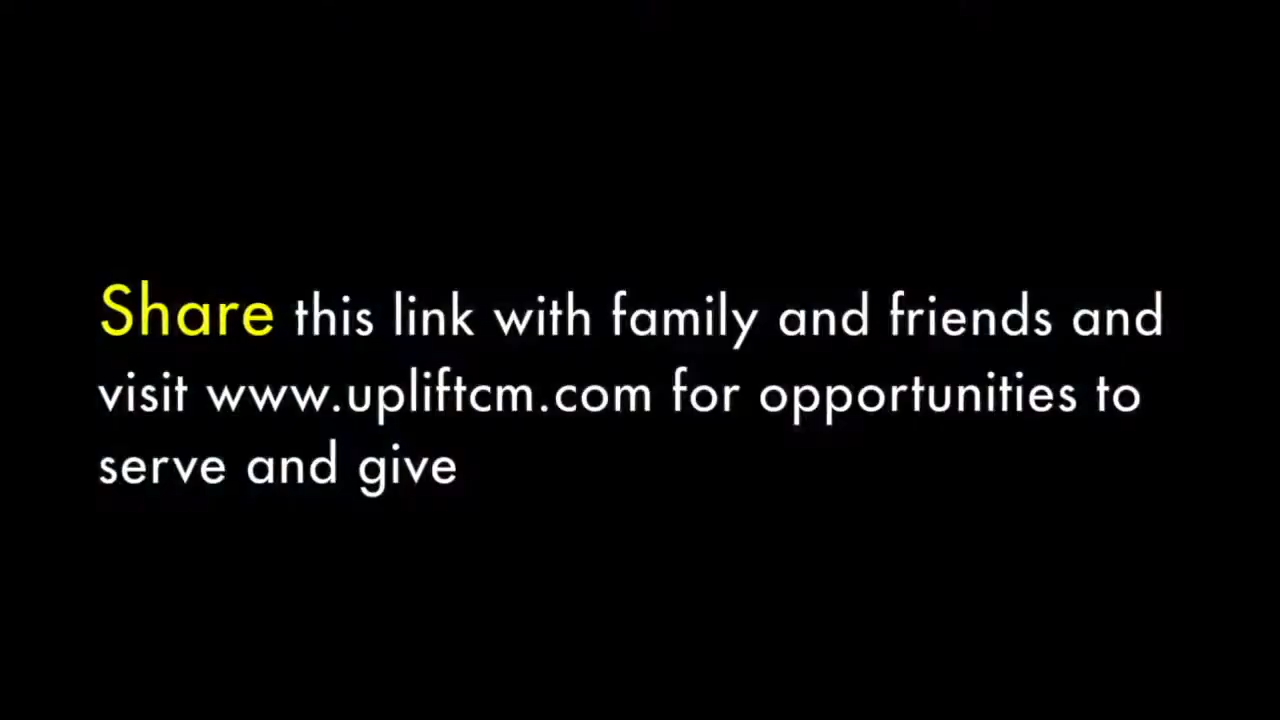 Share this link with family and friends and
visit www.upliftcm.com for opportunities to
serve and give